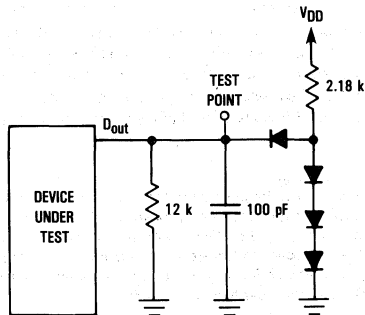 VDD
2.18 k
TEST
POINT
Dout
DEVICE
UNDER
TEST
12 k
100 pF